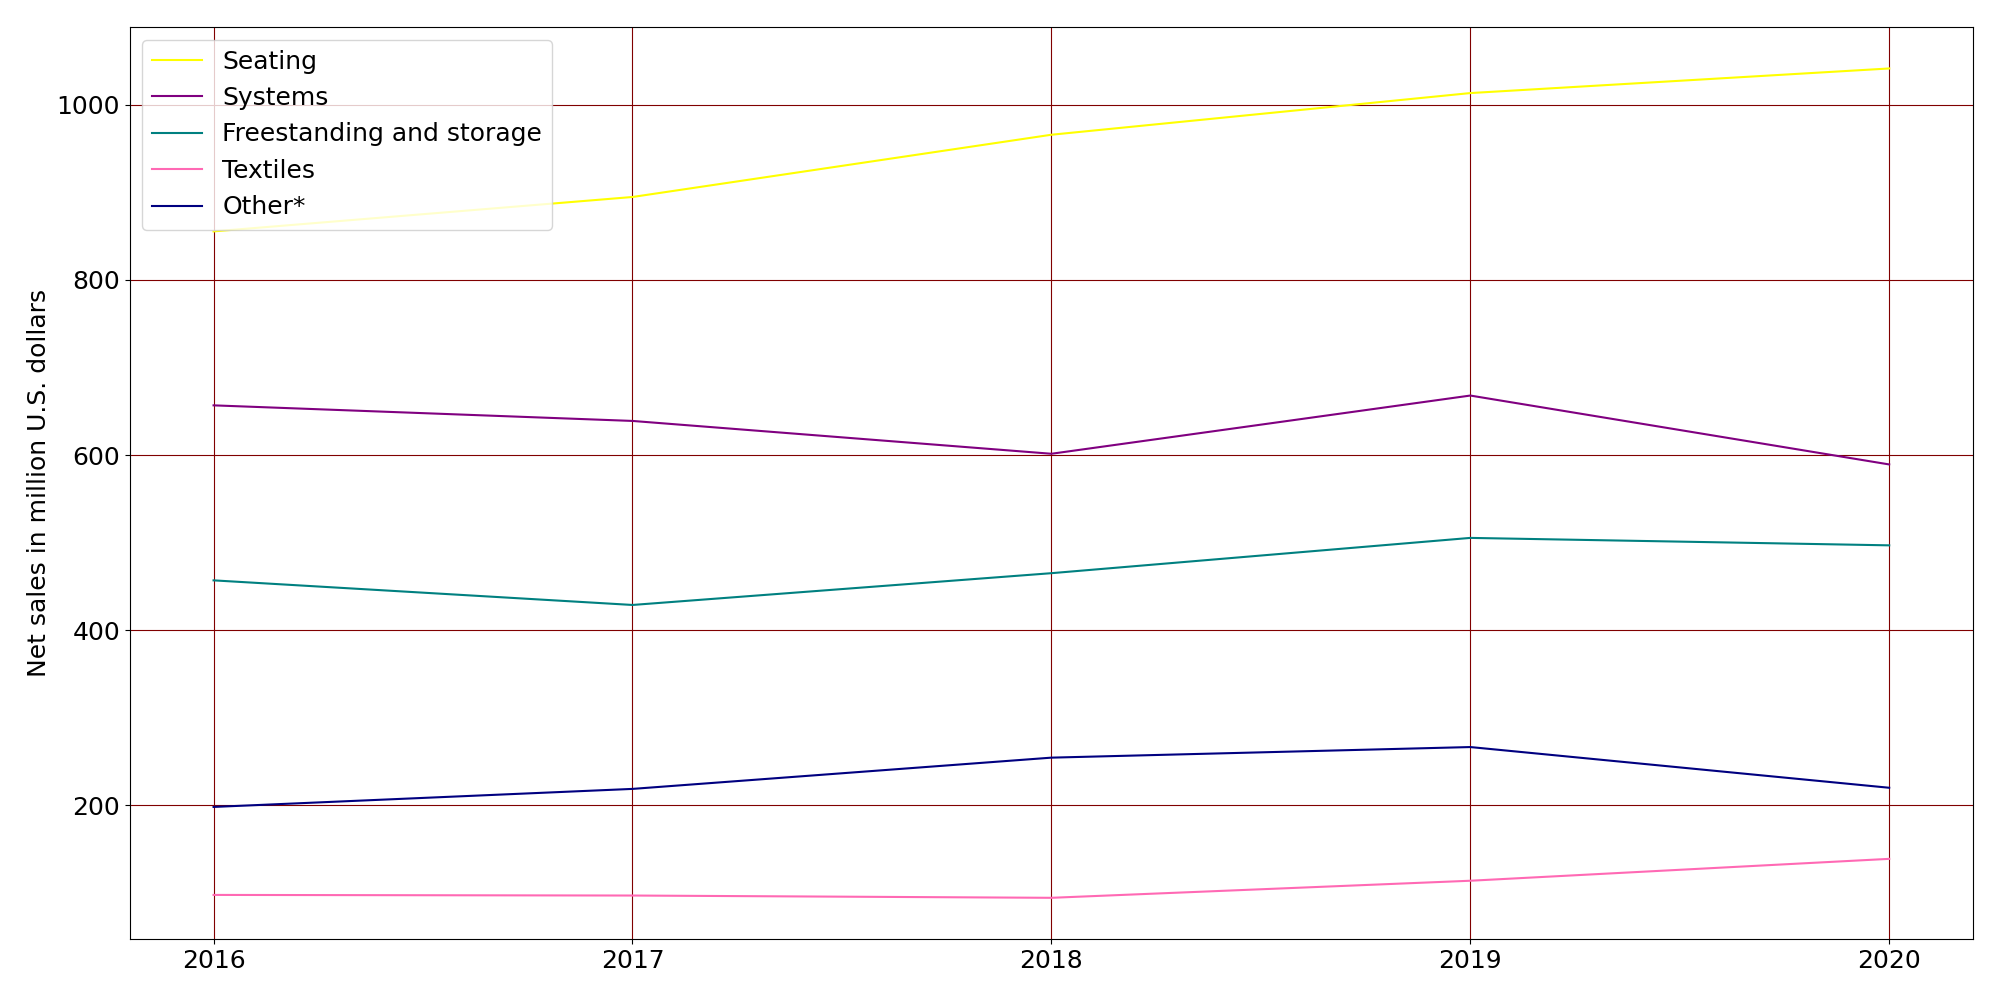 Seating
Systems
Freestanding and storage
Textiles
Other*
1000
800
600
400
200
Net sales in million U.S. dollars
2016 2017 2018 2019 2020